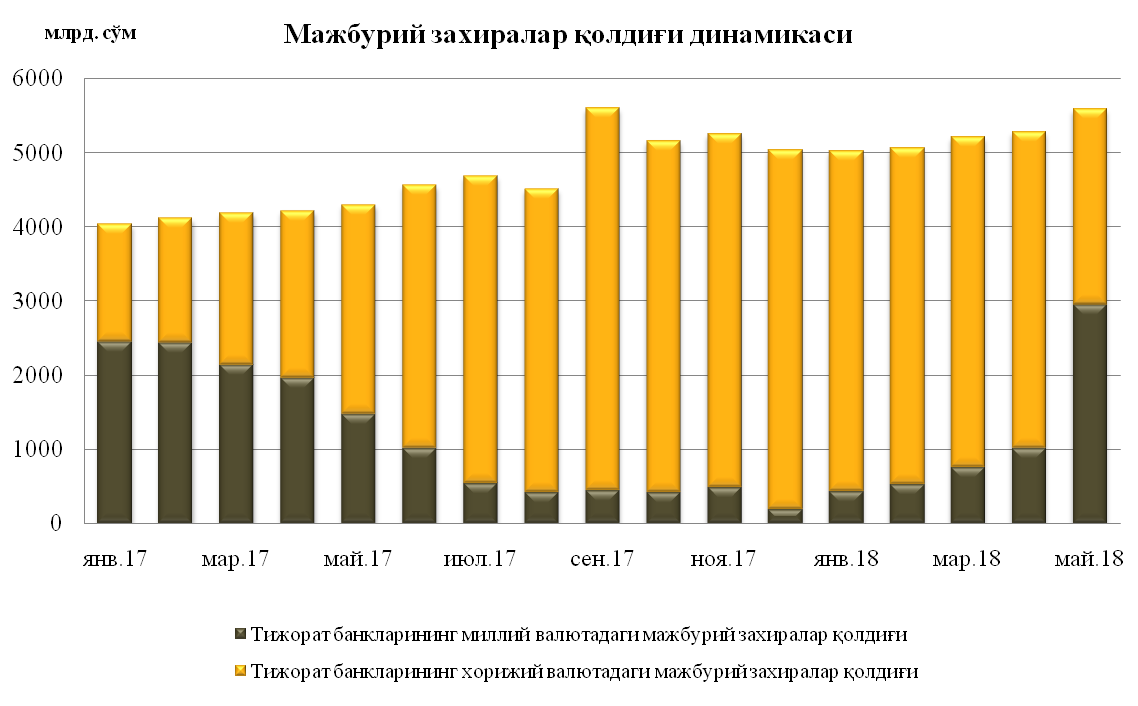 млрд. сўм
Мажбурий захиралар қолдиғи динамикаси
6000
5000
4000
3000
2000
1000
0
янв.17 мар.17 май.17 июл.17 сен.17 ноя.17 янв.18 мар.18 май.18
Тижорат банкларининг миллий валютадаги мажбурий захиралар қолдиғи
Тижорат банкларининг хорижий валютадаги мажбурий захиралар қолдиғи